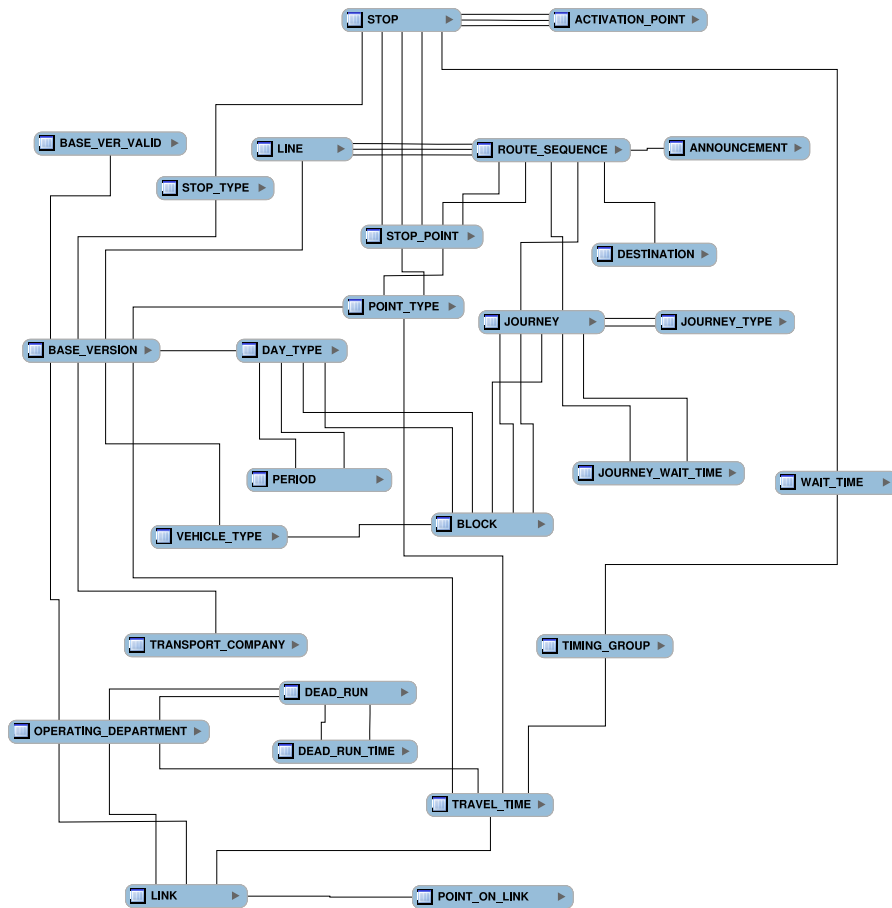 STOP
ACTIVATION_POINT
BASE_VER_VALID
LINE
ROUTE_SEQUENCE
ANNOUNCEMENT
STOP_TYPE
STOP_POINT
DESTINATION
POINT_TYPE
JOURNEY
JOURNEY_TYPE
BASE_VERSION
DAY_TYPE
PERIOD
JOURNEY_WAIT_TIME
WAIT_TIME
VEHICLE_TYPE
BLOCK
TRANSPORT_COMPANY
TIMING_GROUP
DEAD_RUN
OPERATING_DEPARTMENT
DEAD_RUN_TIME
TRAVEL_TIME
LINK
POINT_ON_LINK